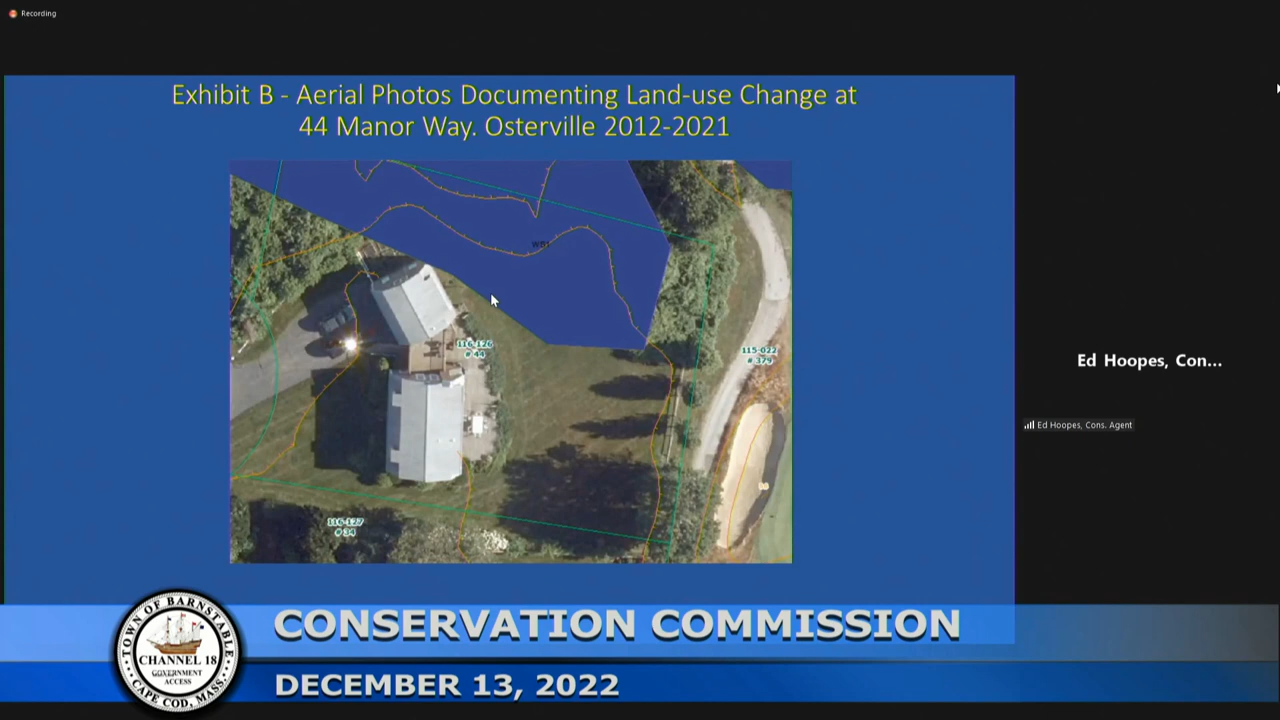 Recording
Exhibit B - Aerial Photos Documenting Land-use Change at
44 Manor Way. Osterville 2012-2021
WB1
116-126
# 44
115-022
# 379
116-127
# 34
Ed Hoopes, Con...
Ed Hoopes, Cons. Agent
TOWN OF BARNSTABLE
CHANNEL 18
GOVERNMENT
ACCESS
CAPE COD, MASS.
CONSERVATION COMMISSION
DECEMBER 13, 2022